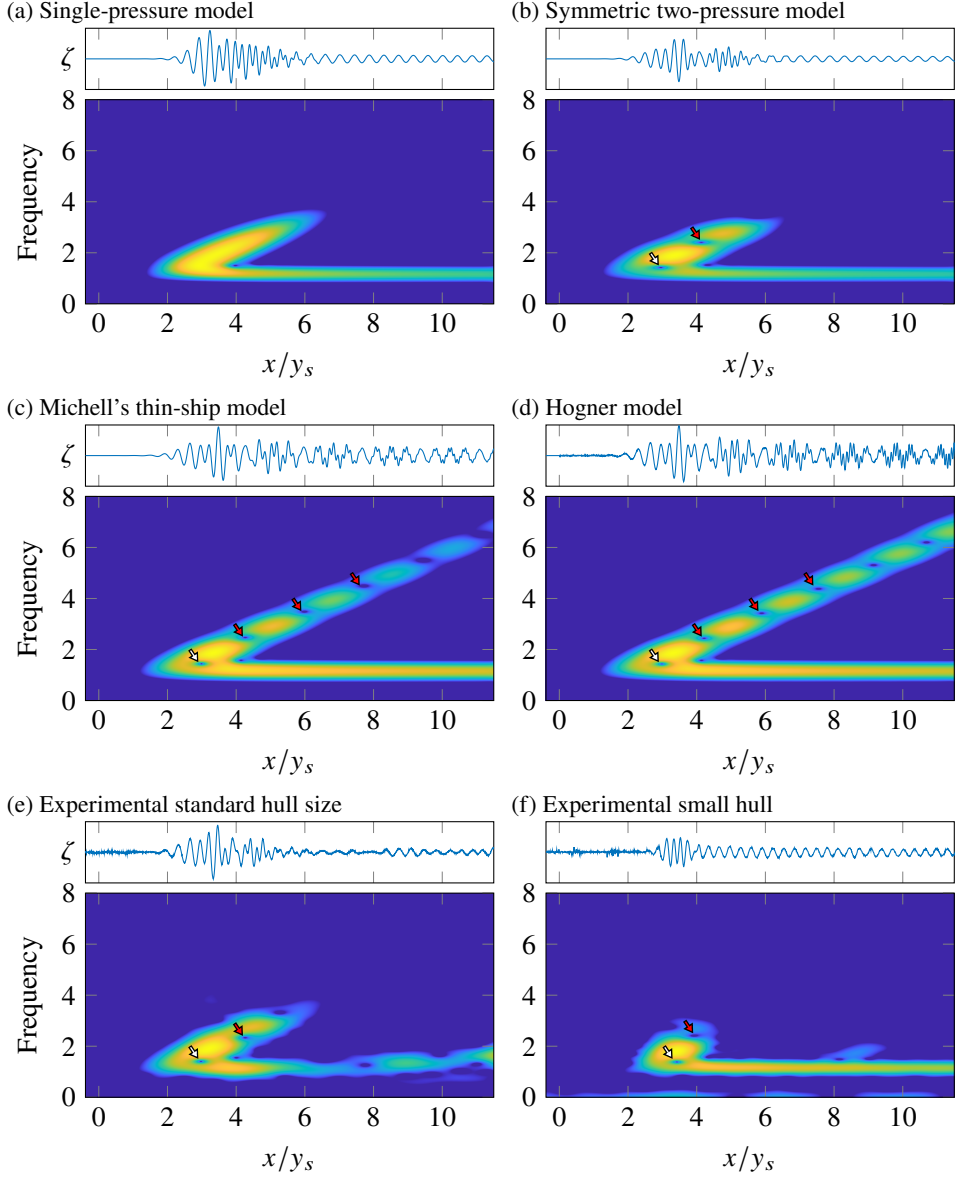 (a) Single-pressure model
ζ
8
6
4
2
0
Frequency
0 2 4 6 8 10
x/y_s
(b) Symmetric two-pressure model
8
6
4
2
0
0 2 4 6 8 10
x/y_s
(c) Michell's thin-ship model
ζ
8
6
4
2
0
Frequency
0 2 4 6 8 10
x/y_s
(d) Hogner model
8
6
4
2
0
0 2 4 6 8 10
x/y_s
(e) Experimental standard hull size
ζ
8
6
4
2
0
Frequency
0 2 4 6 8 10
x/y_s
(f) Experimental small hull
8
6
4
2
0
0 2 4 6 8 10
x/y_s